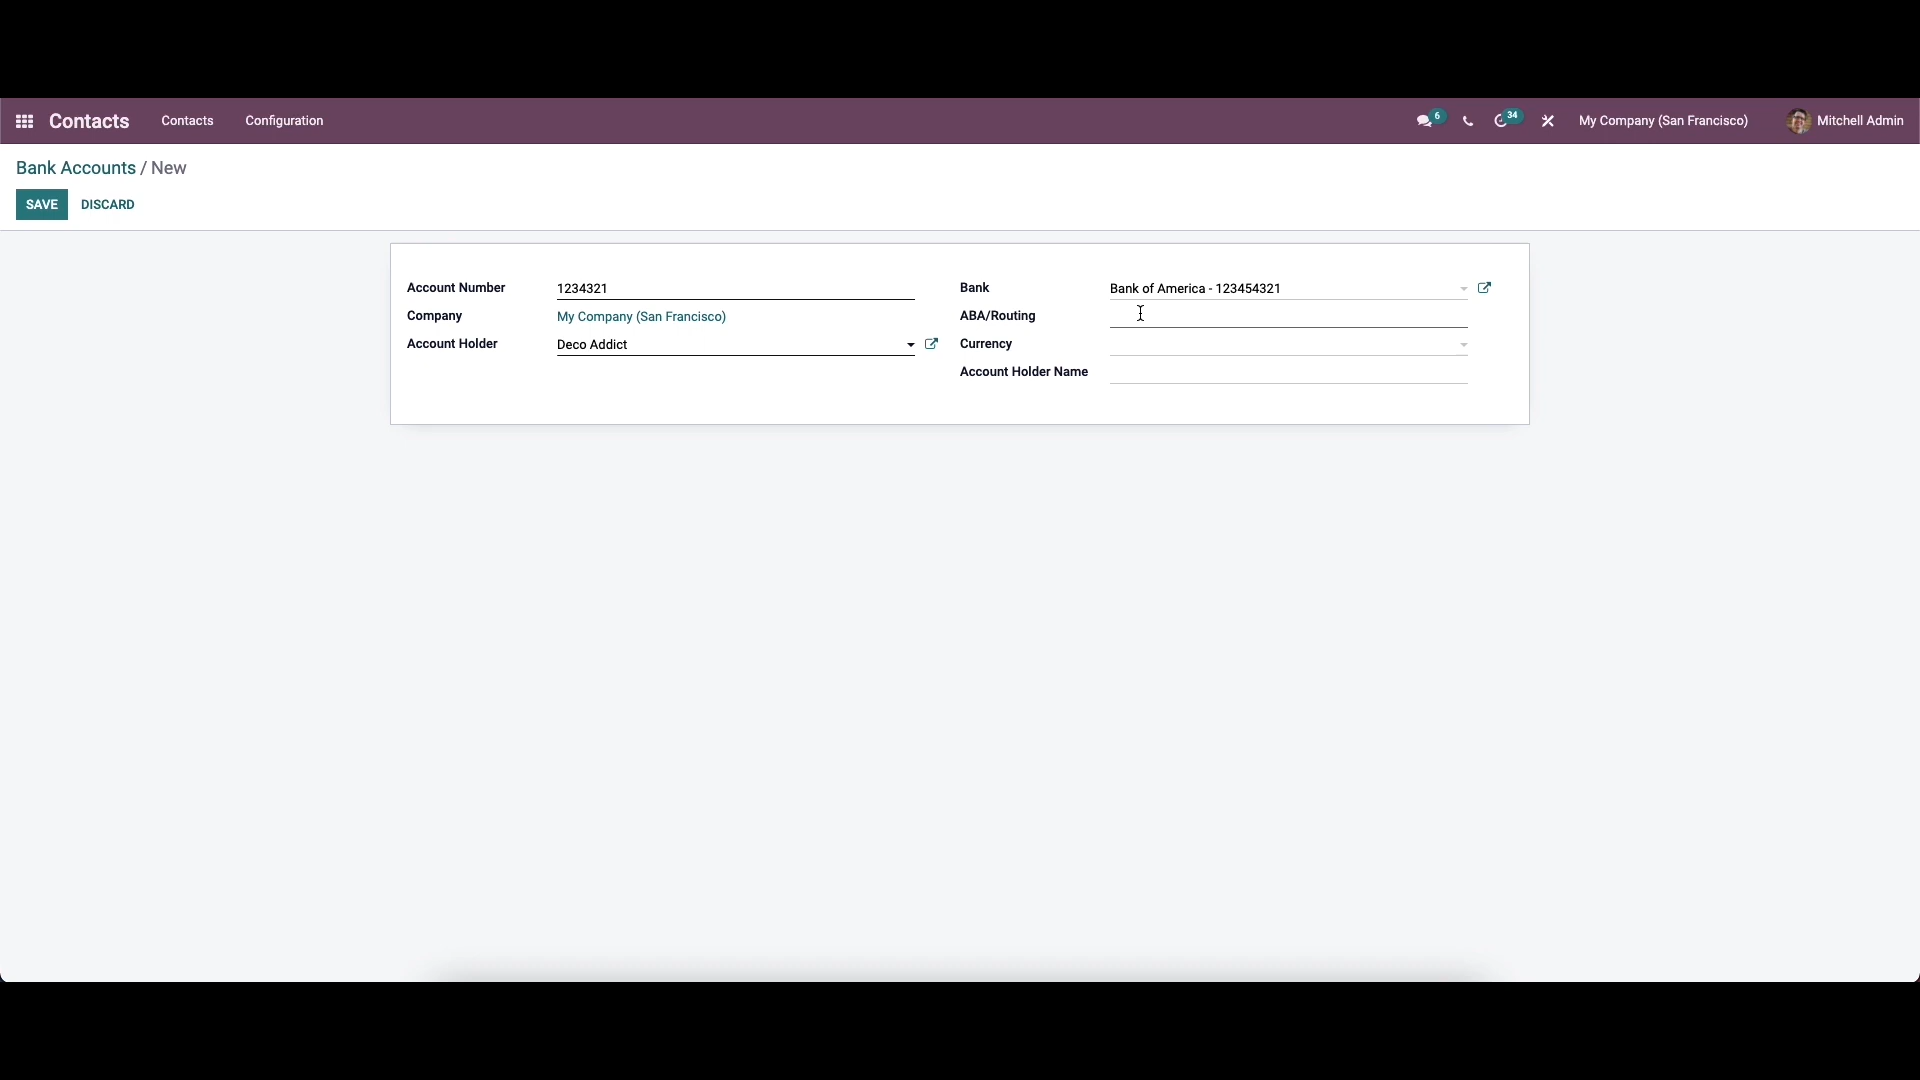 Contacts Contacts Configuration 6 34 My Company (San Francisco) Mitchell Admin
Bank Accounts / New
SAVE DISCARD
Account Number 1234321 Bank Bank of America - 123454321
Company My Company (San Francisco) ABA/Routing
Account Holder Deco Addict Currency
Account Holder Name